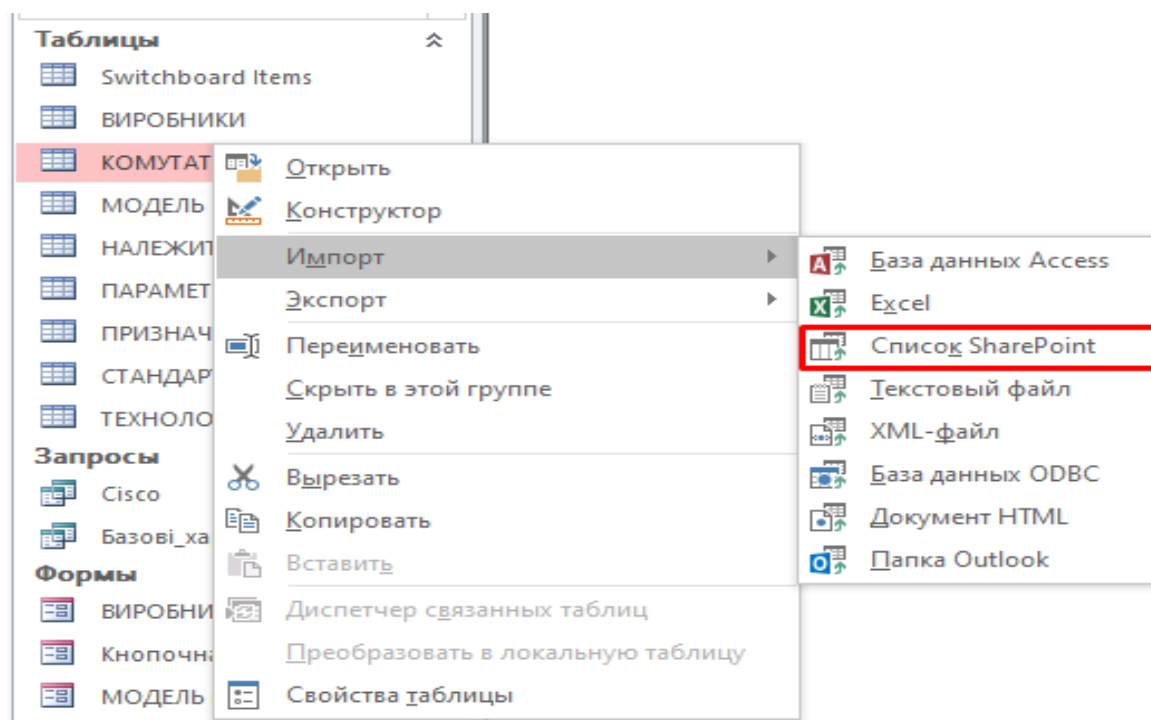 Таблицы
Switchboard Items
ВИРОБНИКИ
КОМУТАТ
МОДЕЛЬ
НАЛЕЖИТ
ПАРАМЕТ
ПРИЗНАЧ
СТАНДАР
ТЕХНОЛО
Запросы
Cisco
Базові_ха
Формы
ВИРОБНИ
Кнопочна
МОДЕЛЬ
Открыть
Конструктор
Импорт
Экспорт
Переименовать
Скрыть в этой группе
Удалить
Вырезать
Копировать
Вставить
Диспетчер связанных таблиц
Преобразовать в локальную таблицу
Свойства таблицы
База данных Access
Excel
Список SharePoint
Текстовый файл
XML-файл
База данных ODBC
Документ HTML
Папка Outlook